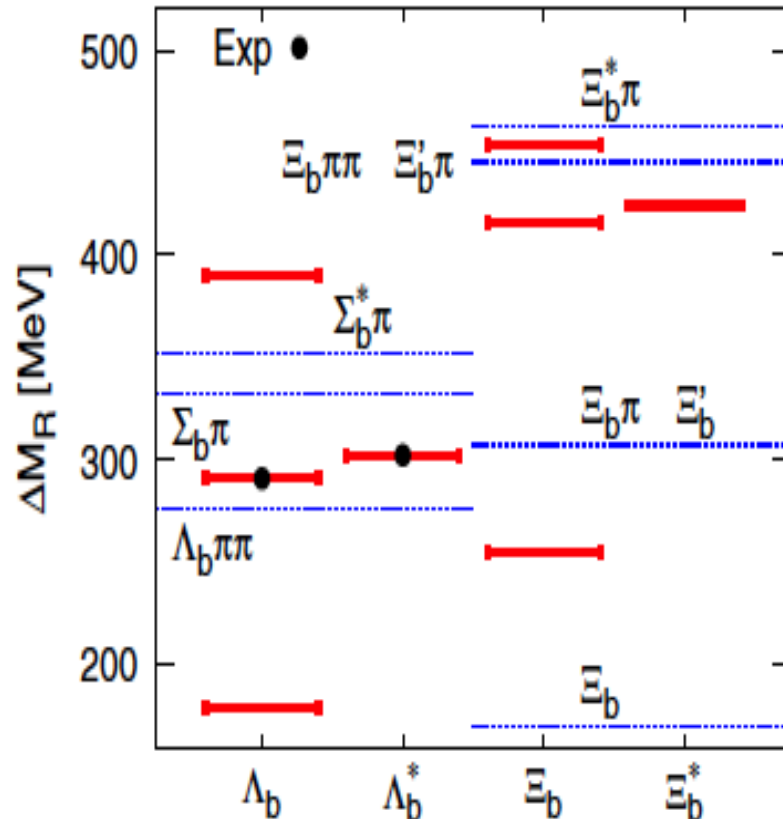 500
Exp
Ξ*bπ
Ξbππ Ξ'bπ
400
Σ*bπ
ΔMR [MeV]
Σbπ
Ξbπ Ξ'b
300
Λbππ
200
Ξb
Λb Λ*b Ξb Ξ*b